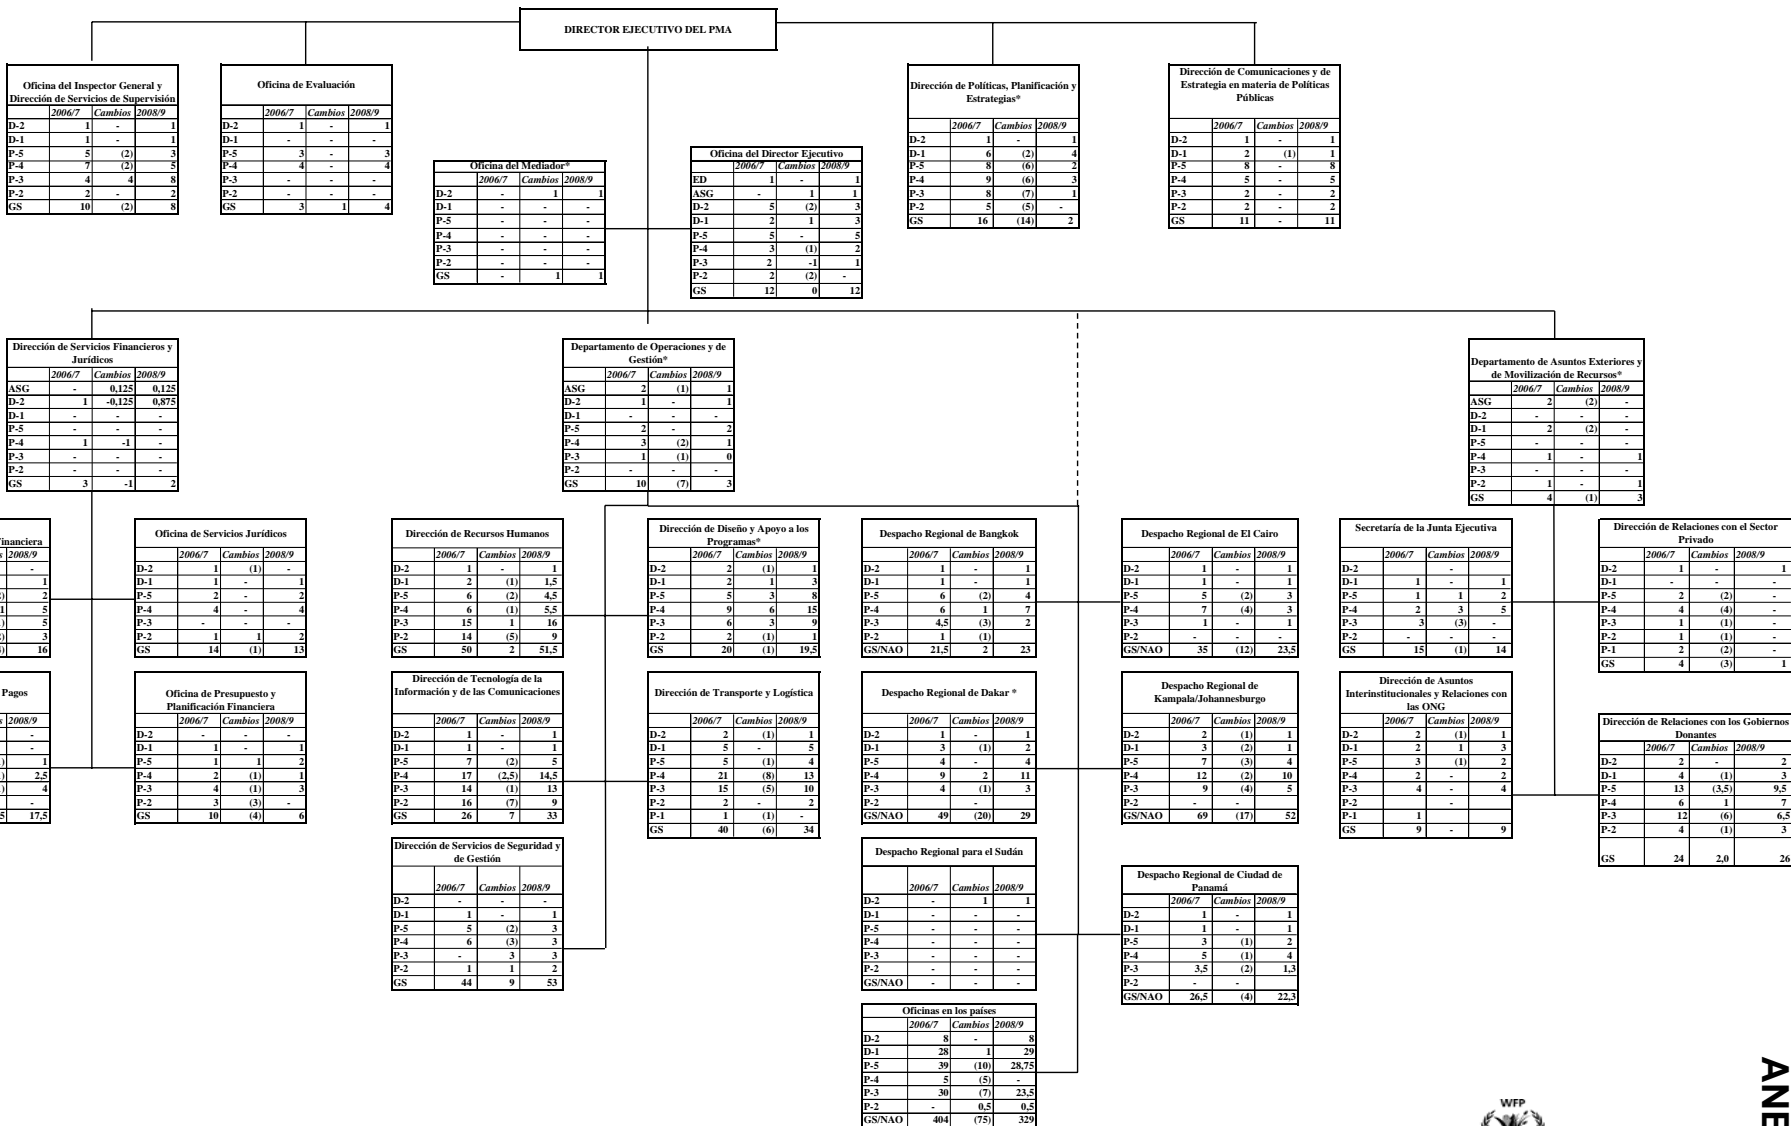 DIRECTOR EJECUTIVO DEL PMA
Oficina del Inspector General y
Dirección de Servicios de Supervisión
2006/7 Cambios 2008/9
D-2 1 - 1
D-1 1 - 1
P-5 5 (2) 3
P-4 7 (2) 5
P-3 4 4 8
P-2 2 - 2
GS 10 (2) 8
Oficina de Evaluación
2006/7 Cambios 2008/9
D-2 1 - 1
D-1 - - -
P-5 3 - 3
P-4 4 - 4
P-3 - - -
P-2 - - -
GS 3 1 4
Oficina del Mediador*
2006/7 Cambios 2008/9
D-2 - 1 1
D-1 - - -
P-5 - - -
P-4 - - -
P-3 - - -
P-2 - - -
GS - 1 1
Oficina del Director Ejecutivo
2006/7 Cambios 2008/9
ED 1 - 1
ASG - 1 1
D-2 5 (2) 3
D-1 2 1 3
P-5 5 - 5
P-4 3 (1) 2
P-3 2 -1 1
P-2 2 (2) -
GS 12 0 12
Dirección de Políticas, Planificación y
Estrategias*
2006/7 Cambios 2008/9
D-2 1 - 1
D-1 6 (2) 4
P-5 8 (6) 2
P-4 9 (6) 3
P-3 8 (7) 1
P-2 5 (5) -
GS 16 (14) 2
Dirección de Comunicaciones y de
Estrategia en materia de Políticas
Públicas
2006/7 Cambios 2008/9
D-2 1 - 1
D-1 2 (1) 1
P-5 8 - 8
P-4 5 - 5
P-3 2 - 2
P-2 2 - 2
GS 11 - 11
Dirección de Servicios Financieros y
Jurídicos
2006/7 Cambios 2008/9
ASG - 0,125 0,125
D-2 1 -0,125 0,875
D-1 - - -
P-5 - - -
P-4 1 -1 -
P-3 - - -
P-2 - - -
GS 3 -1 2
Departamento de Operaciones y de
Gestión*
2006/7 Cambios 2008/9
ASG 2 (1) 1
D-2 1 - 1
D-1 - - -
P-5 2 - 2
P-4 3 (2) 1
P-3 1 (1) 0
P-2 - - -
GS 10 (7) 3
Departamento de Asuntos Exteriores y
de Movilización de Recursos*
2006/7 Cambios 2008/9
ASG 2 (2) -
D-2 - - -
D-1 2 (2) -
P-5 - - -
P-4 1 - 1
P-3 - - -
P-2 1 - 1
GS 4 (1) 3
inanciera
s 2008/9
-
1
) 2
1 5
) 5
) 3
) 16
Oficina de Servicios Jurídicos
2006/7 Cambios 2008/9
D-2 1 (1) -
D-1 1 - 1
P-5 2 - 2
P-4 4 - 4
P-3 - - -
P-2 1 1 2
GS 14 (1) 13
Dirección de Recursos Humanos
2006/7 Cambios 2008/9
D-2 1 - 1
D-1 2 (1) 1,5
P-5 6 (2) 4,5
P-4 6 (1) 5,5
P-3 15 1 16
P-2 14 (5) 9
GS 50 2 51,5
Dirección de Diseño y Apoyo a los
Programas*
2006/7 Cambios 2008/9
D-2 2 (1) 1
D-1 2 1 3
P-5 5 3 8
P-4 9 6 15
P-3 6 3 9
P-2 2 (1) 1
GS 20 (1) 19,5
Despacho Regional de Bangkok
2006/7 Cambios 2008/9
D-2 1 - 1
D-1 1 - 1
P-5 6 (2) 4
P-4 6 1 7
P-3 4,5 (3) 2
P-2 1 (1)
GS/NAO 21,5 2 23
Despacho Regional de El Cairo
2006/7 Cambios 2008/9
D-2 1 - 1
D-1 1 - 1
P-5 5 (2) 3
P-4 7 (4) 3
P-3 1 - 1
P-2 - - -
GS/NAO 35 (12) 23,5
Secretaría de la Junta Ejecutiva
2006/7 Cambios 2008/9
D-2 -
D-1 1 - 1
P-5 1 1 2
P-4 2 3 5
P-3 3 (3) -
P-2 - - -
GS 15 (1) 14
Dirección de Relaciones con el Sector
Privado
2006/7 Cambios 2008/9
D-2 1 - 1
D-1 - - -
P-5 2 (2) -
P-4 4 (4) -
P-3 1 (1) -
P-2 1 (1) -
P-1 2 (2) -
GS 4 (3) 1
Pagos
s 2008/9
-
-
) 1
) 2,5
) 4
-
5 17,5
Oficina de Presupuesto y
Planificación Financiera
2006/7 Cambios 2008/9
D-2 - - -
D-1 1 - 1
P-5 1 1 2
P-4 2 (1) 1
P-3 4 (1) 3
P-2 3 (3) -
GS 10 (4) 6
Dirección de Tecnología de la
Información y de las Comunicaciones
2006/7 Cambios 2008/9
D-2 1 - 1
D-1 1 - 1
P-5 7 (2) 5
P-4 17 (2,5) 14,5
P-3 14 (1) 13
P-2 16 (7) 9
GS 26 7 33
Dirección de Transporte y Logística
2006/7 Cambios 2008/9
D-2 2 (1) 1
D-1 5 - 5
P-5 5 (1) 4
P-4 21 (8) 13
P-3 15 (5) 10
P-2 2 - 2
P-1 1 (1) -
GS 40 (6) 34
Despacho Regional de Dakar *
2006/7 Cambios 2008/9
D-2 1 - 1
D-1 3 (1) 2
P-5 4 - 4
P-4 9 2 11
P-3 4 (1) 3
P-2 -
GS/NAO 49 (20) 29
Despacho Regional de
Kampala/Johannesburgo
2006/7 Cambios 2008/9
D-2 2 (1) 1
D-1 3 (2) 1
P-5 7 (3) 4
P-4 12 (2) 10
P-3 9 (4) 5
P-2 - -
GS/NAO 69 (17) 52
Dirección de Asuntos
Interinstitucionales y Relaciones con
las ONG
2006/7 Cambios 2008/9
D-2 2 (1) 1
D-1 2 1 3
P-5 3 (1) 2
P-4 2 - 2
P-3 4 - 4
P-2 -
P-1 1
GS 9 - 9
Dirección de Relaciones con los Gobiernos
Donantes
2006/7 Cambios 2008/9
D-2 2 - 2
D-1 4 (1) 3
P-5 13 (3,5) 9,5
P-4 6 1 7
P-3 12 (6) 6,5
P-2 4 (1) 3
GS 24 2,0 26
Dirección de Servicios de Seguridad y
de Gestión
2006/7 Cambios 2008/9
D-2 - - -
D-1 1 - 1
P-5 5 (2) 3
P-4 6 (3) 3
P-3 - 3 3
P-2 1 1 2
GS 44 9 53
Despacho Regional para el Sudán
2006/7 Cambios 2008/9
D-2 - 1 1
D-1 - - -
P-5 - - -
P-4 - - -
P-3 - - -
P-2 - - -
GS/NAO - - -
Despacho Regional de Ciudad de
Panamá
2006/7 Cambios 2008/9
D-2 1 - 1
D-1 1 - 1
P-5 3 (1) 2
P-4 5 (1) 4
P-3 3,5 (2) 1,3
P-2 - -
GS/NAO 26,5 (4) 22,3
Oficinas en los países
2006/7 Cambios 2008/9
D-2 8 - 8
D-1 28 1 29
P-5 39 (10) 28,75
P-4 5 (5) -
P-3 30 (7) 23,5
P-2 - 0,5 0,5
GS/NAO 404 (75) 329
WFP
ANE